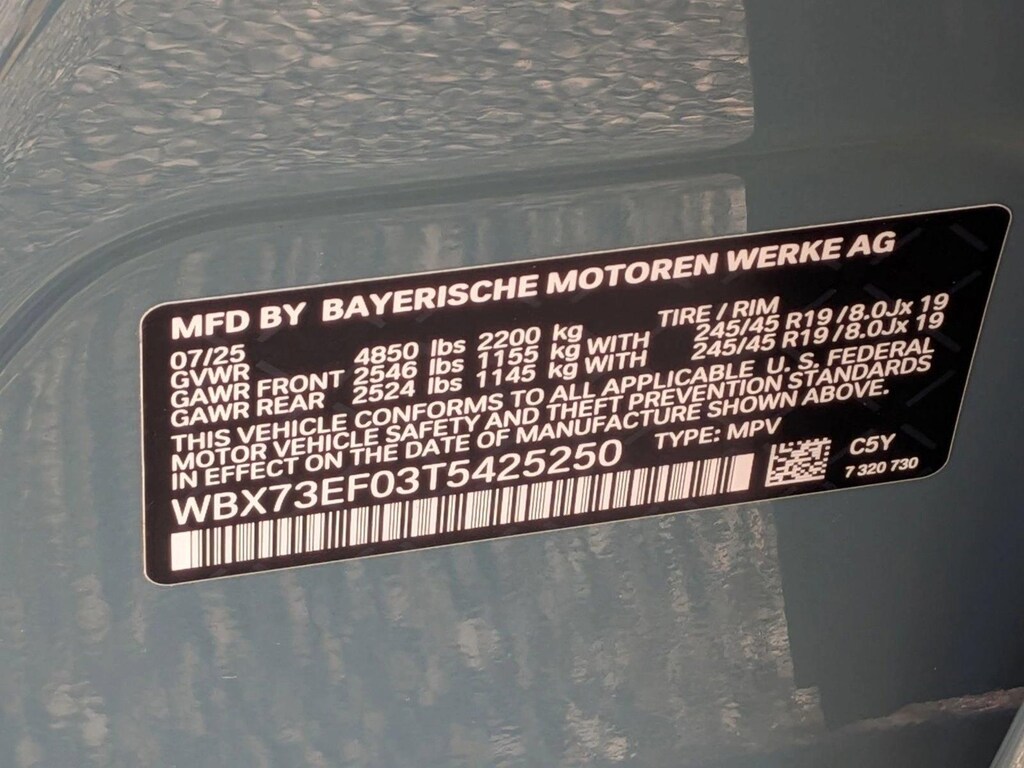 MFD BY BAYERISCHE MOTOREN WERKE AG
07/25 TIRE / RIM
GVWR 4850 lbs 2200 kg
GAWR FRONT 2546 lbs 1155 kg WITH 245/45 R19 / 8.0Jx 19
GAWR REAR 2524 lbs 1145 kg WITH 245/45 R19 / 8.0Jx 19
THIS VEHICLE CONFORMS TO ALL APPLICABLE U. S. FEDERAL
MOTOR VEHICLE SAFETY AND THEFT PREVENTION STANDARDS
IN EFFECT ON THE DATE OF MANUFACTURE SHOWN ABOVE.
WBX73EF03T5425250 TYPE: MPV C5Y
7 320 730